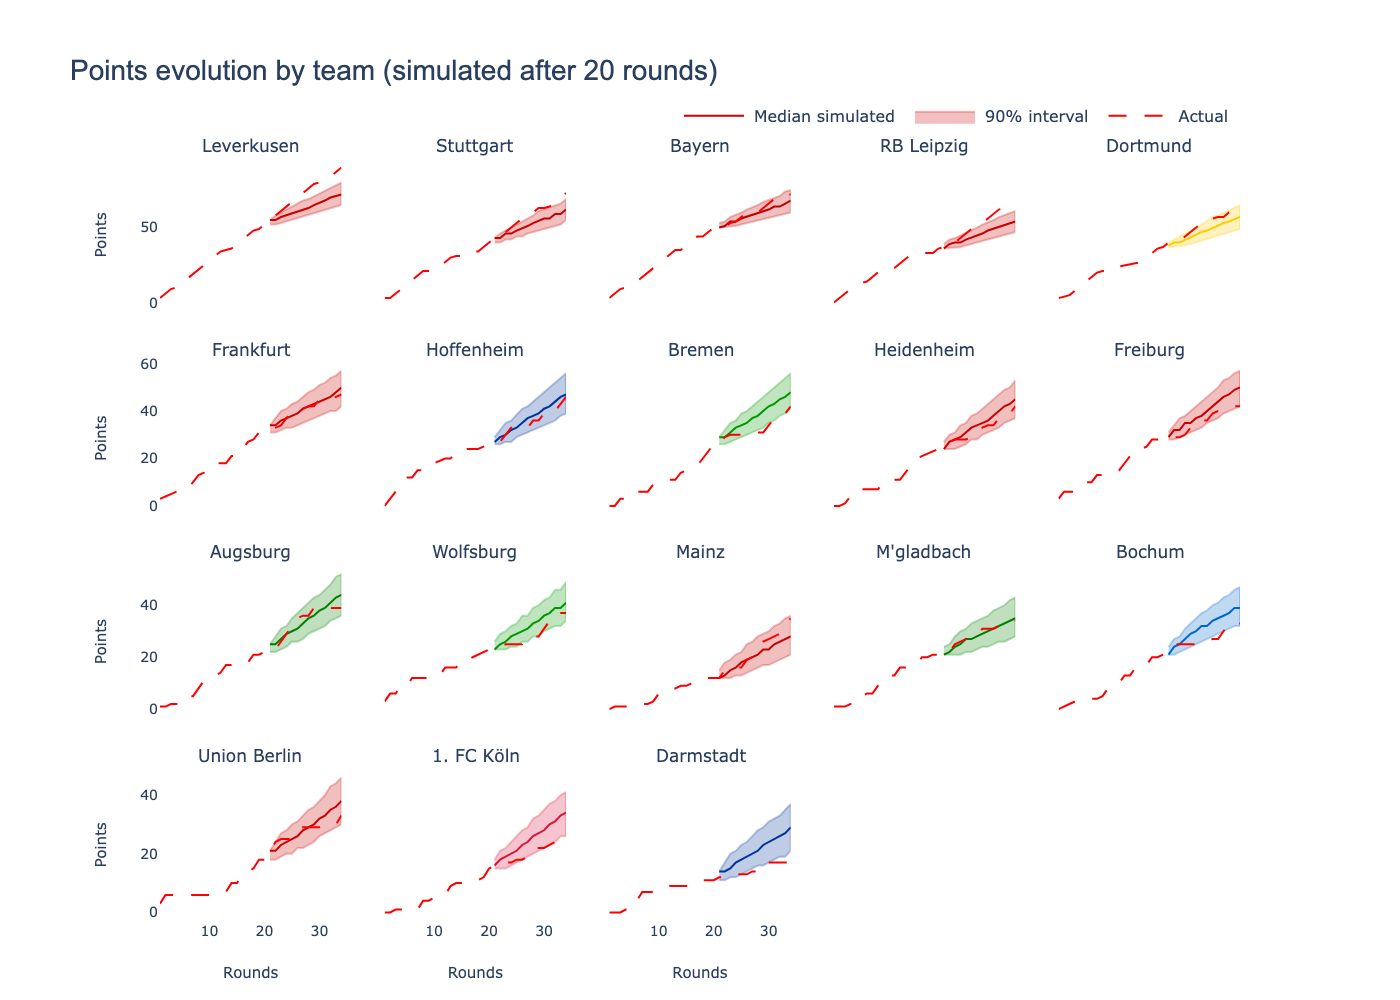 Points evolution by team (simulated after 20 rounds)
Median simulated 90% interval Actual
Leverkusen Stuttgart Bayern RB Leipzig Dortmund
Points
50
0
Frankfurt Hoffenheim Bremen Heidenheim Freiburg
Points
60
40
20
0
Augsburg Wolfsburg Mainz M'gladbach Bochum
Points
40
20
0
Union Berlin 1. FC Köln Darmstadt
Points
40
20
0
10 20 30 10 20 30 10 20 30
Rounds Rounds Rounds